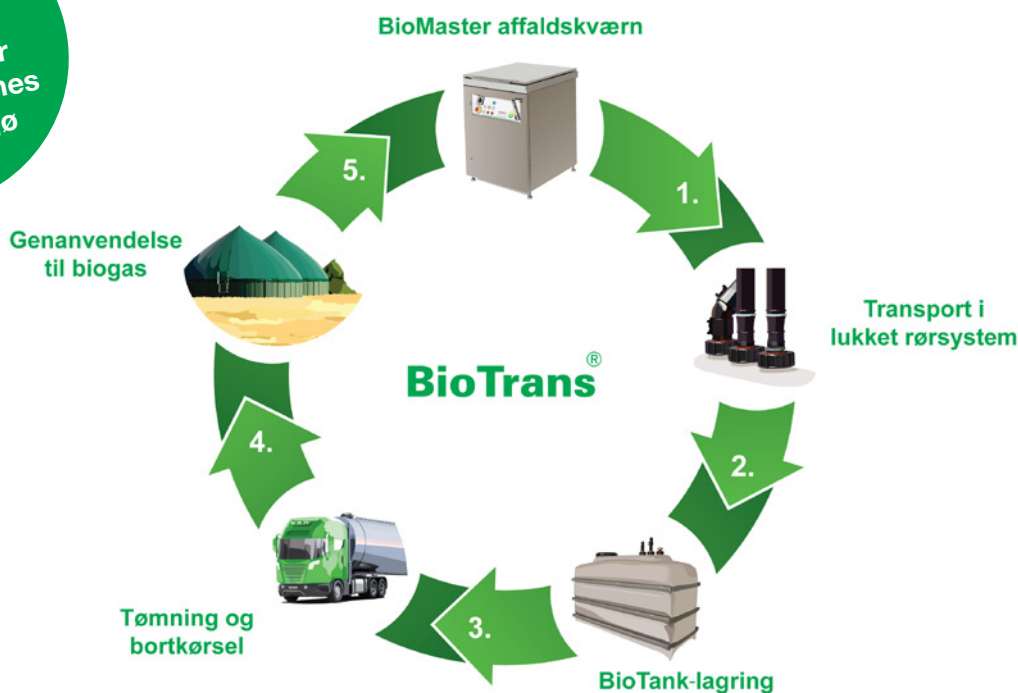 BioMaster affaldskværn
1.
Transport i
lukket rørsystem
2.
BioTank-lagring
3.
Tømning og
bortkørsel
4.
Genanvendelse
til biogas
5.
BioTrans®